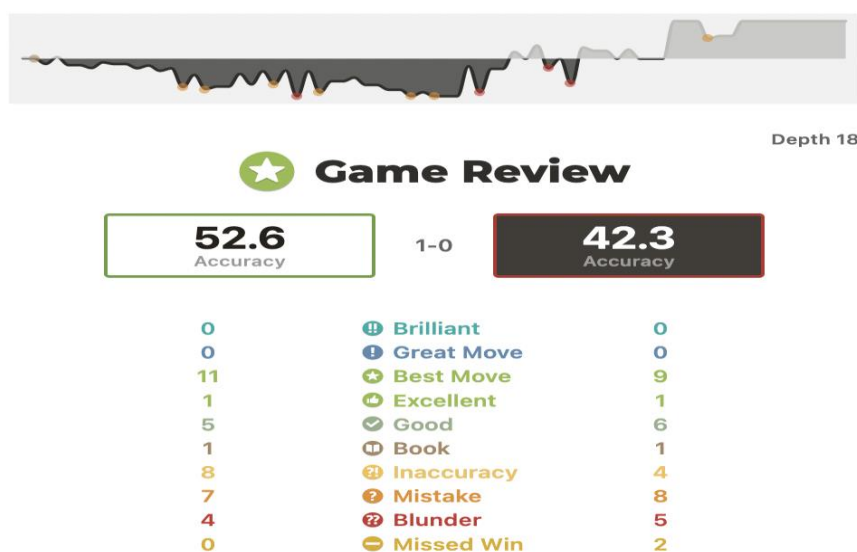 Depth 18
Game Review
52.6 1-0 42.3
Accuracy Accuracy
0 !! Brilliant 0
0 ! Great Move 0
11 Best Move 9
1 Excellent 1
5 Good 6
1 Book 1
8 ?! Inaccuracy 4
7 ? Mistake 8
4 ?? Blunder 5
0 Missed Win 2